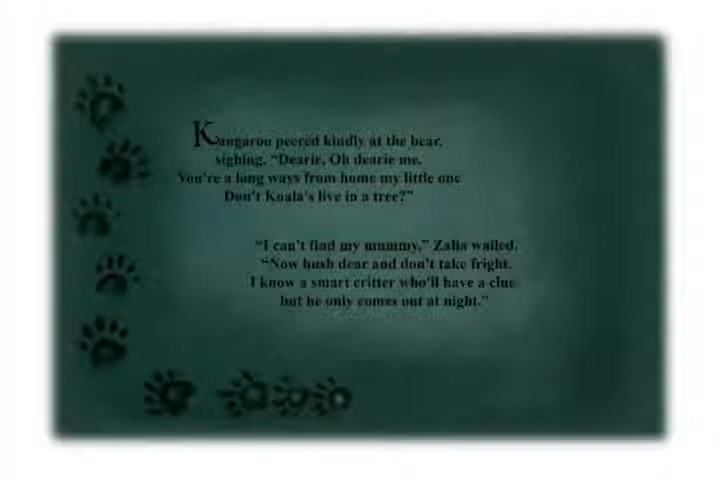 Kangaroo peered kindly at the bear,
sighing, “Dearie, Oh dearie me.
You're a long ways from home my little one
Don't Koala's live in a tree?”
“I can't find my mummy,” Zalia wailed.
“Now hush dear and don't take fright.
I know a smart critter who'll have a clue
but he only comes out at night.”